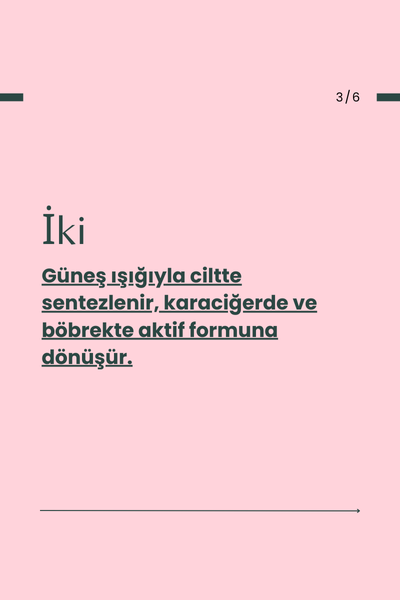 3/6
İki
Güneş ışığıyla ciltte
sentezlenir, karaciğerde ve
böbrekte aktif formuna
dönüşür.